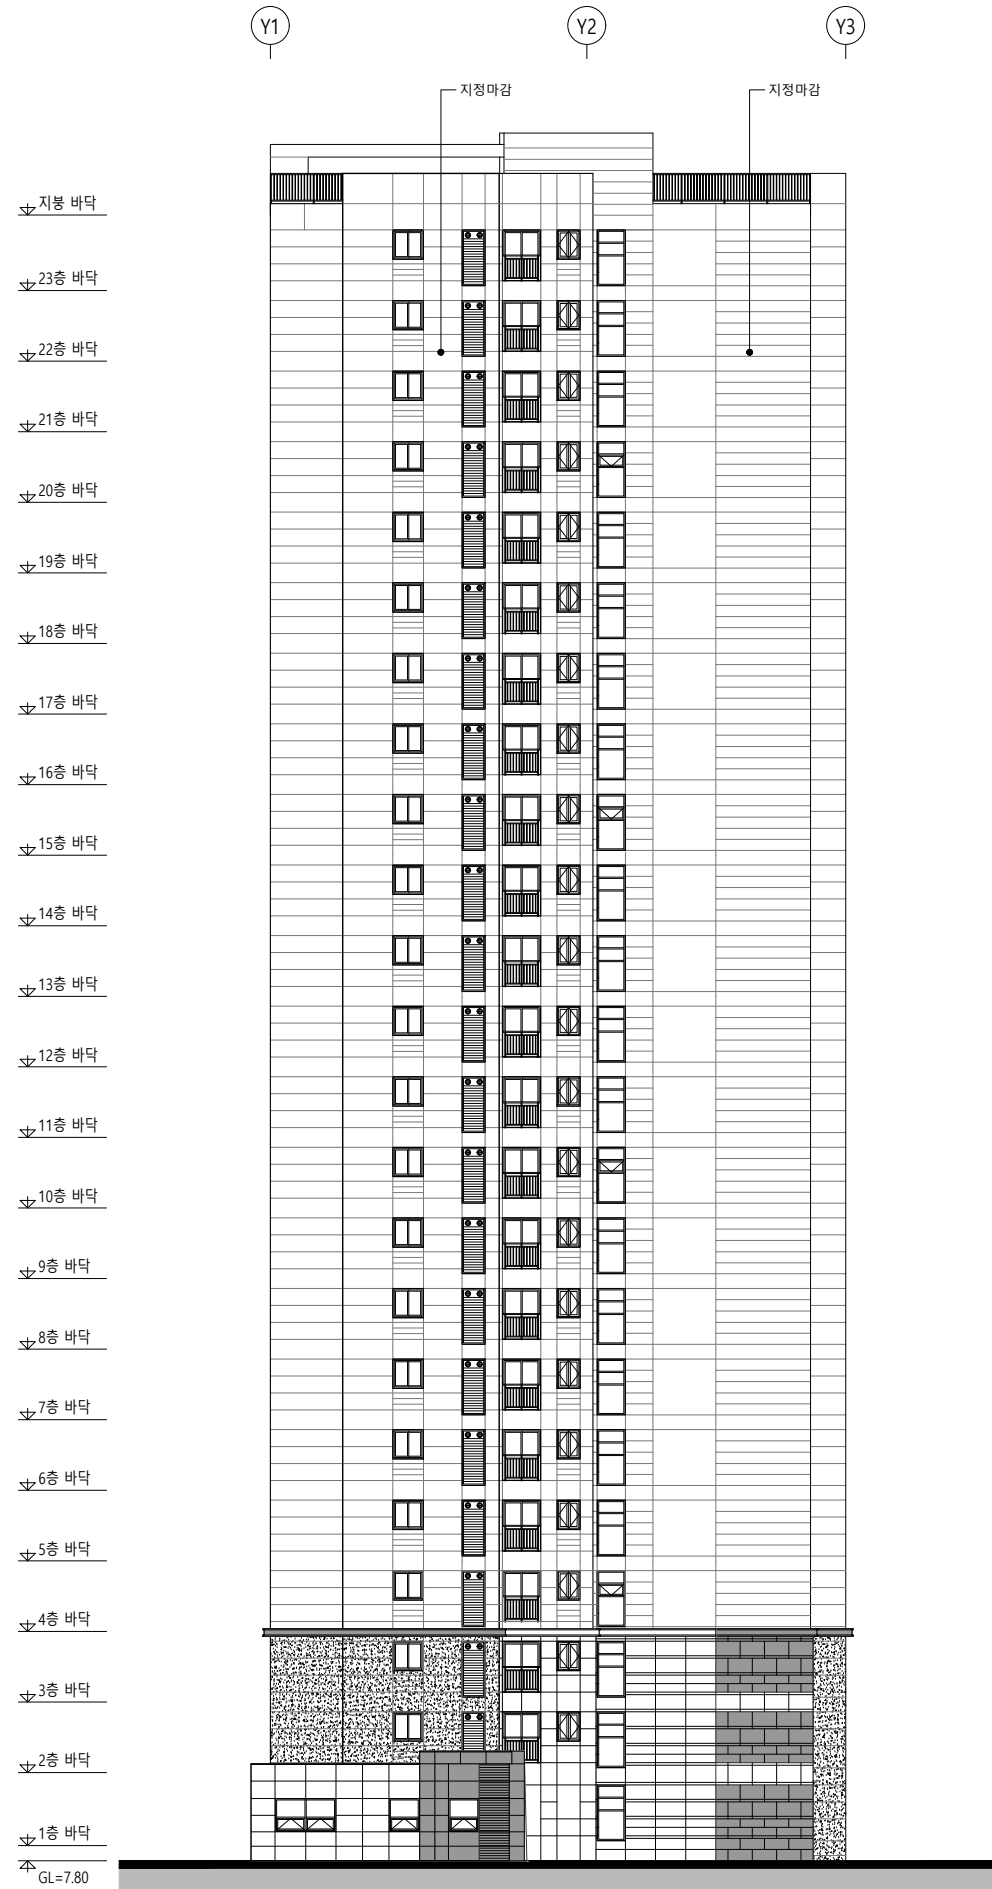 Y1
Y2
Y3
지정마감
지정마감
지붕 바닥
23층 바닥
22층 바닥
21층 바닥
20층 바닥
19층 바닥
18층 바닥
17층 바닥
16층 바닥
15층 바닥
14층 바닥
13층 바닥
12층 바닥
11층 바닥
10층 바닥
9층 바닥
8층 바닥
7층 바닥
6층 바닥
5층 바닥
4층 바닥
3층 바닥
2층 바닥
1층 바닥
GL=7.80